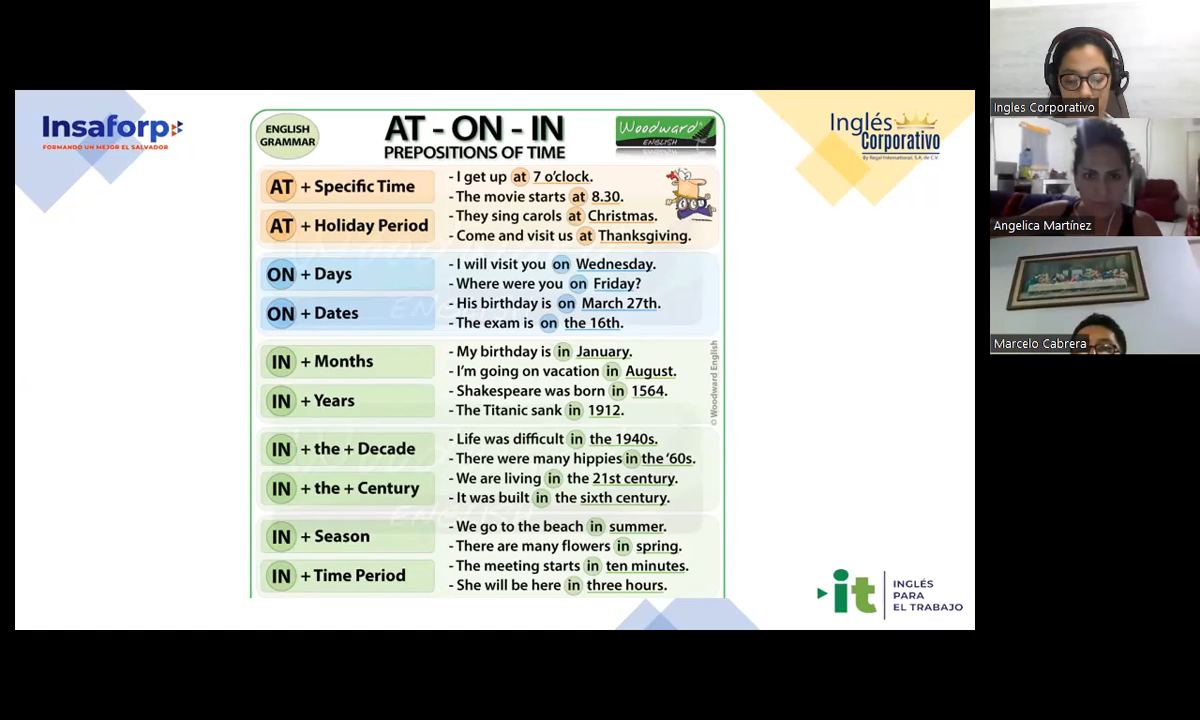 Insaforp
FORMANDO UN MEJOR EL SALVADOR
ENGLISH
GRAMMAR
AT - ON - IN
PREPOSITIONS OF TIME
Woodward®
ENGLISH
Inglés
Corporativo
By Regal International, S.A. de C.V.
AT + Specific Time
- I get up at 7 o'clock.
- The movie starts at 8.30.
AT + Holiday Period
- They sing carols at Christmas.
- Come and visit us at Thanksgiving.
ON + Days
- I will visit you on Wednesday.
- Where were you on Friday?
ON + Dates
- His birthday is on March 27th.
- The exam is on the 16th.
IN + Months
- My birthday is in January.
- I'm going on vacation in August.
IN + Years
- Shakespeare was born in 1564.
- The Titanic sank in 1912.
IN + the + Decade
- Life was difficult in the 1940s.
- There were many hippies in the '60s.
IN + the + Century
- We are living in the 21st century.
- It was built in the sixth century.
IN + Season
- We go to the beach in summer.
- There are many flowers in spring.
IN + Time Period
- The meeting starts in ten minutes.
- She will be here in three hours.
© Woodward English
it
INGLÉS
PARA
EL TRABAJO
Ingles Corporativo
Angelica Martínez
Marcelo Cabrera